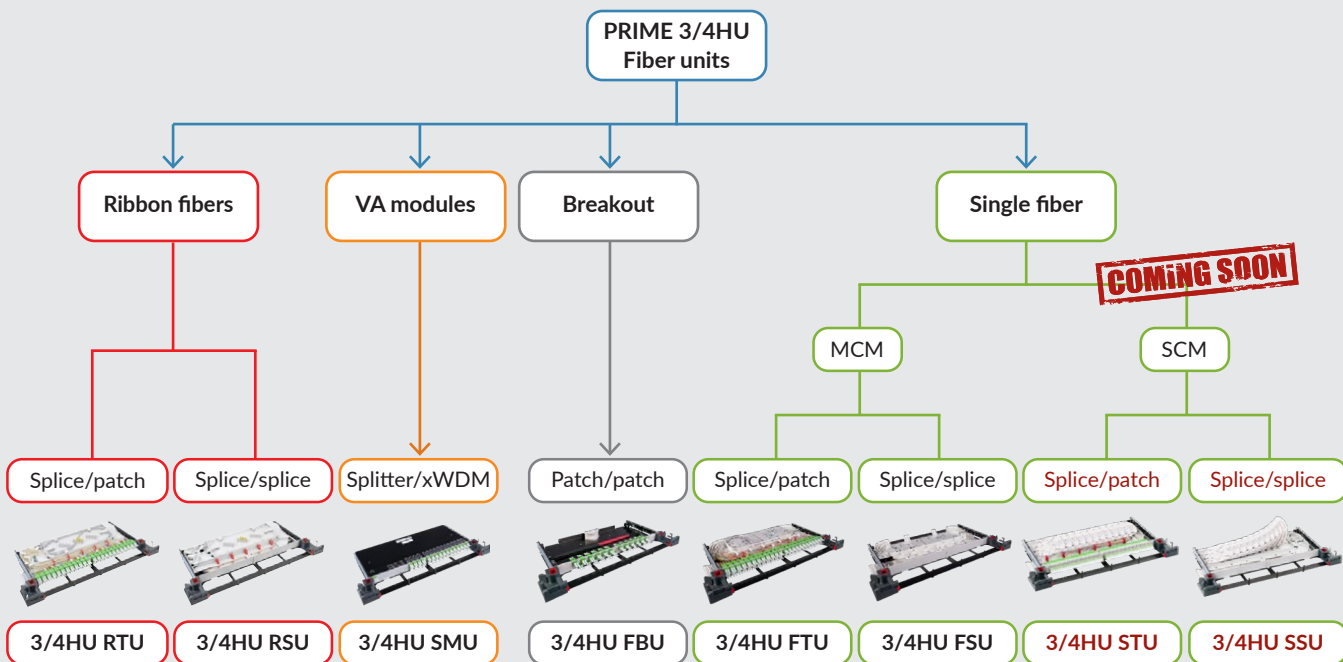 PRIME 3/4HU
Fiber units
Ribbon fibers
VA modules
Breakout
Single fiber
COMiNG SOON
MCM
SCM
Splice/patch
Splice/splice
Splitter/xWDM
Patch/patch
Splice/patch
Splice/splice
Splice/patch
Splice/splice
3/4HU RTU
3/4HU RSU
3/4HU SMU
3/4HU FBU
3/4HU FTU
3/4HU FSU
3/4HU STU
3/4HU SSU